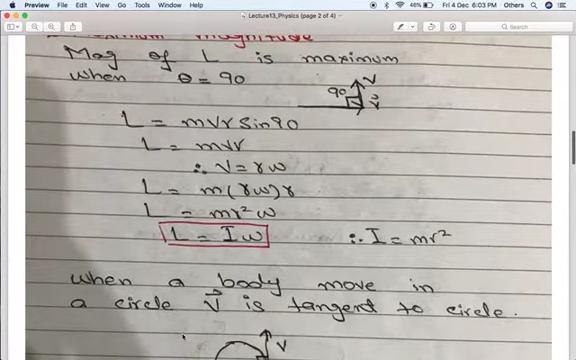 Preview File Edit View Go Tools Window Help 46% Fri 4 Dec 6:03 PM Others
Lecture13_Physics (page 2 of 4)
Search
magnitude
Mag of L is maximum
when θ = 90
90 V
r
L = mvr Sin90
L = mvr
∴ V = rω
L = m(rω)r
L = mr²ω
L = Iω ∴ I = mr²
when a body move in
a circle V⃗ is tangent to circle.
V